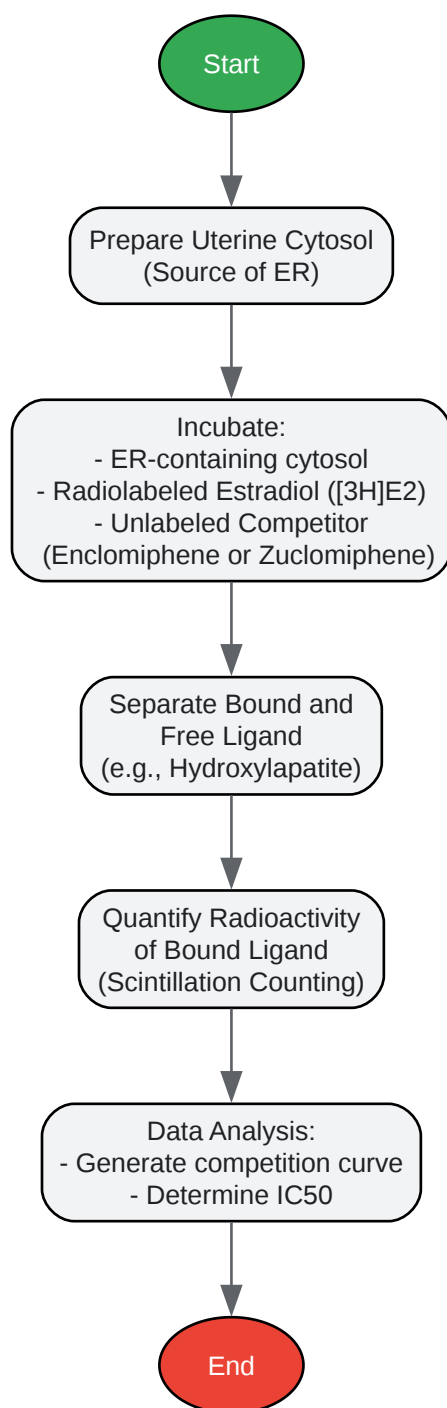 Start
Prepare Uterine Cytosol
(Source of ER)
Incubate:
- ER-containing cytosol
- Radiolabeled Estradiol ([3H]E2)
- Unlabeled Competitor
(Enclomiphene or Zuclomiphene)
Separate Bound and
Free Ligand
(e.g., Hydroxylapatite)
Quantify Radioactivity
of Bound Ligand
(Scintillation Counting)
Data Analysis:
- Generate competition curve
- Determine IC50
End